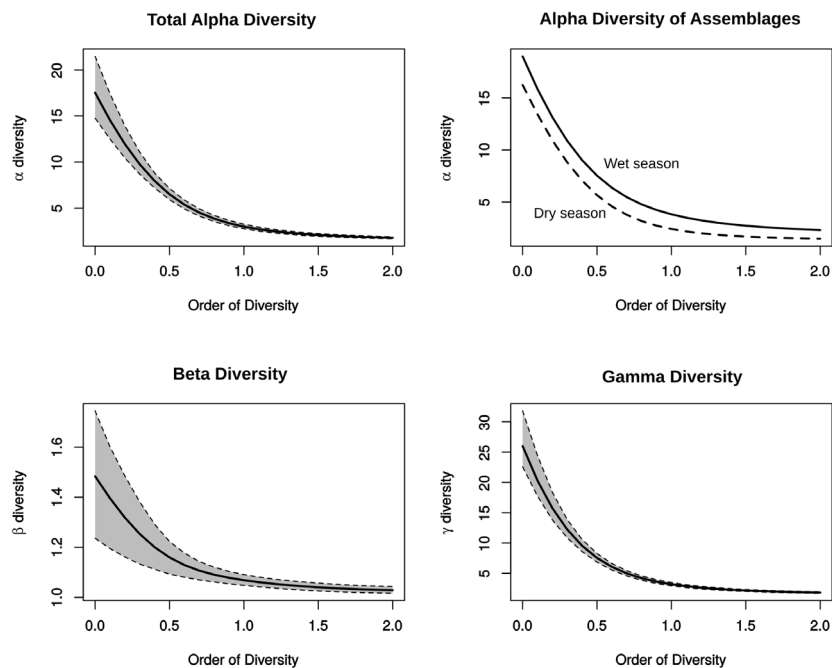 Total Alpha Diversity
α diversity
20
15
10
5
0.0 0.5 1.0 1.5 2.0
Order of Diversity
Alpha Diversity of Assemblages
α diversity
15
10
5
Wet season
Dry season
0.0 0.5 1.0 1.5 2.0
Order of Diversity
Beta Diversity
β diversity
1.6
1.4
1.2
1.0
0.0 0.5 1.0 1.5 2.0
Order of Diversity
Gamma Diversity
γ diversity
30
25
20
15
10
5
0.0 0.5 1.0 1.5 2.0
Order of Diversity